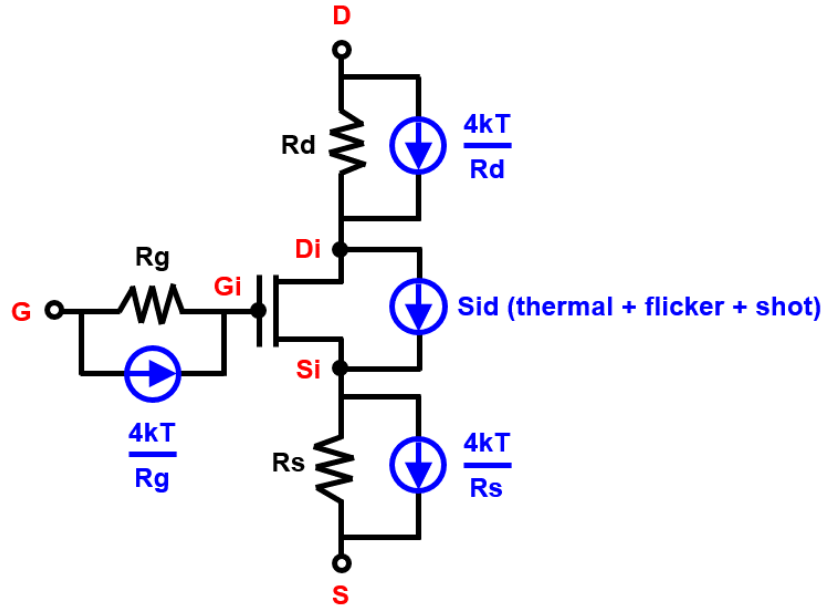 D
Rd
4kT
Rd
Di
Rg
Gi
G
Sid (thermal + flicker + shot)
Si
4kT
Rg
Rs
4kT
Rs
S